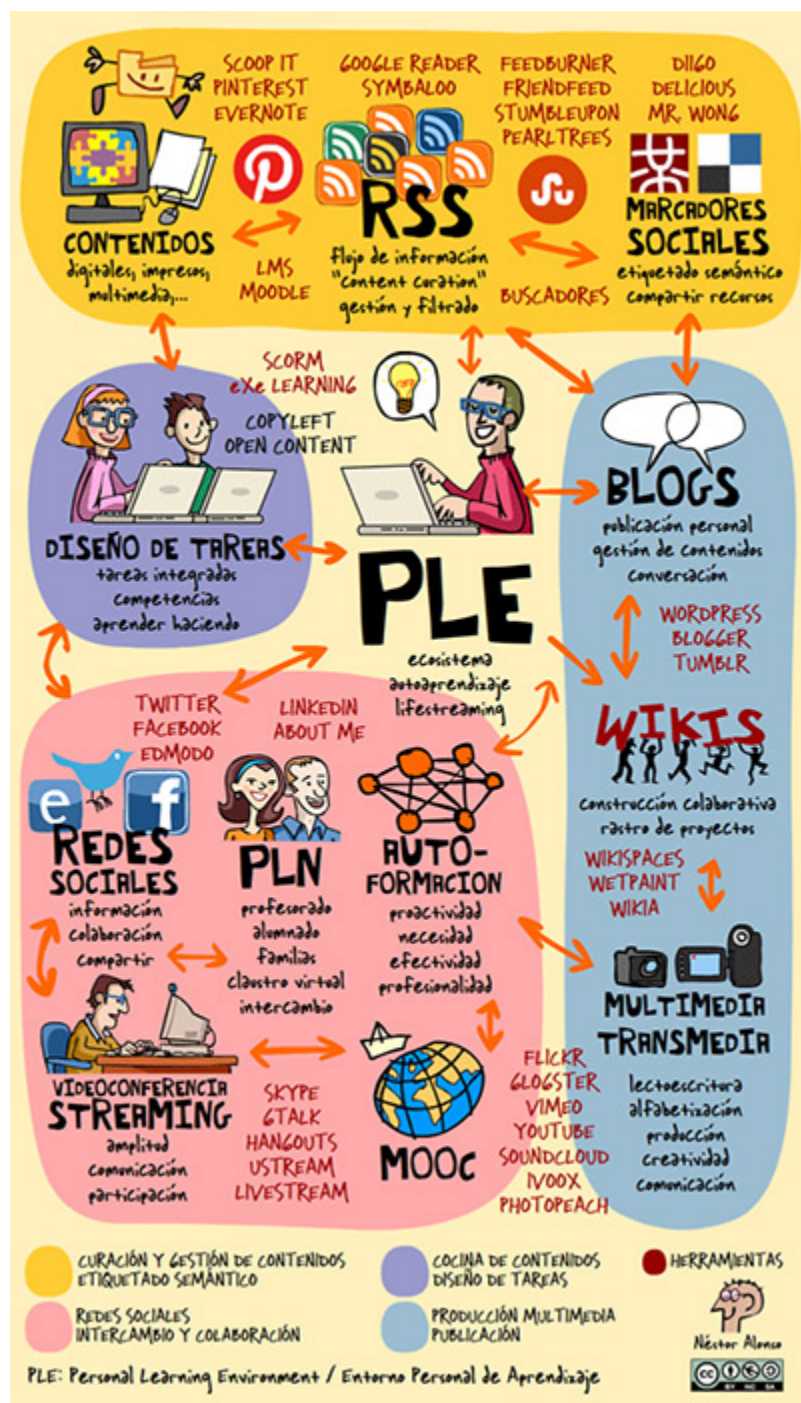 SCOOP IT
PINTEREST
EVERNOTE
GOOGLE READER
SYMBALOO
FEEDBURNER
FRIENDFEED
STUMBLEUPON
PEARLTREES
DIIGO
DELICIOUS
MR. WONG
CONTENIDOS
digitales, impresos,
multimedia,...
LMS
MOODLE
RSS
flujo de información
"content curation"
gestión y filtrado
BUSCADORES
MARCADORES
SOCIALES
etiquetado semántico
compartir recursos
SCORM
eXe LEARNING
COPYLEFT
OPEN CONTENT
DISEÑO DE TAREAS
tareas integradas
competencias
aprender haciendo
PLE
ecosistema
autoaprendizaje
lifestreaming
BLOGS
publicación personal
gestión de contenidos
conversación
WORDPRESS
BLOGGER
TUMBLR
WIKIS
construcción colaborativa
rastro de proyectos
WIKISPACES
WETPAINT
WIKIA
TWITTER
FACEBOOK
EDMODO
LINKEDIN
ABOUT ME
e
f
REDES
SOCIALES
información
colaboración
compartir
PLN
profesorado
alumnado
familias
claustro virtual
intercambio
AUTO-
FORMACION
proactividad
necesidad
efectividad
profesionalidad
MULTIMEDIA
TRANSMEDIA
lectoescritura
alfabetización
producción
creatividad
comunicación
VIDEOCONFERENCIA
STREAMING
amplitud
comunicación
participación
SKYPE
GTALK
HANGOUTS
USTREAM
LIVESTREAM
MOOC
FLICKR
GLOGSTER
VIMEO
YOUTUBE
SOUNDCLOUD
IVOOX
PHOTOPEACH
CURACIÓN Y GESTIÓN DE CONTENIDOS
ETIQUETADO SEMÁNTICO
COCINA DE CONTENIDOS
DISEÑO DE TAREAS
HERRAMIENTAS
REDES SOCIALES
INTERCAMBIO Y COLABORACIÓN
PRODUCCIÓN MULTIMEDIA
PUBLICACIÓN
Néstor Alonso
PLE: Personal Learning Environment / Entorno Personal de Aprendizaje
cc
BY NC SA